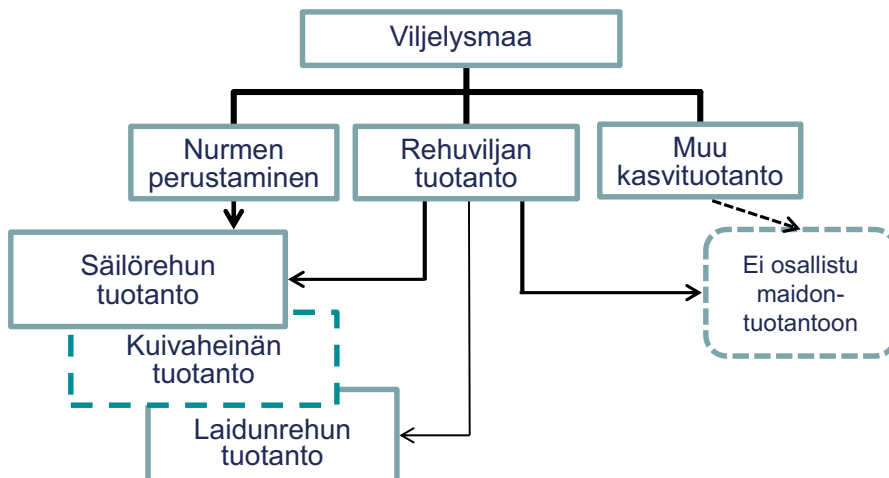 Viljelysmaa
Nurmen
perustaminen
Rehuviljan
tuotanto
Muu
kasvituotanto
Säilörehun
tuotanto
Ei osallistu
maidon-
tuotantoon
Kuivaheinän
tuotanto
Laidunrehun
tuotanto